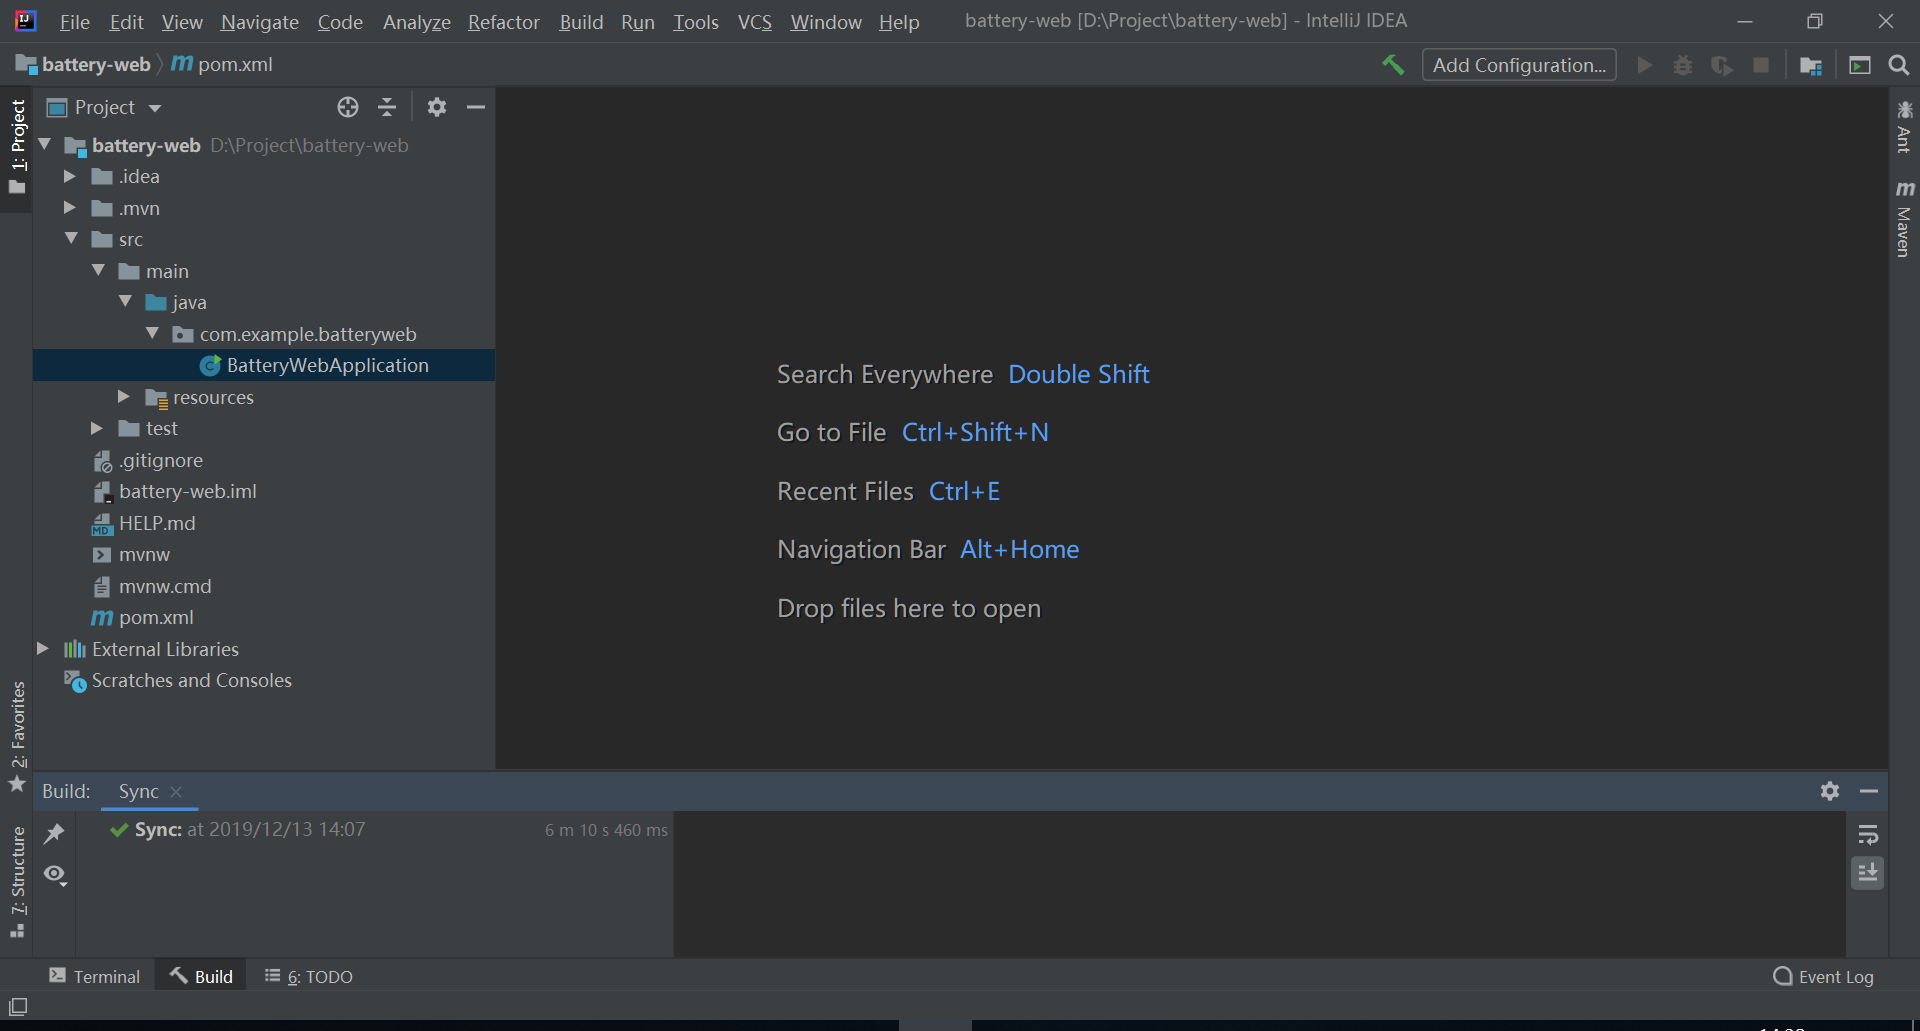 File Edit View Navigate Code Analyze Refactor Build Run Tools VCS Window Help battery-web [D:\Project\battery-web] - IntelliJ IDEA
battery-web m pom.xml Add Configuration...
1: Project
Project
battery-web D:\Project\battery-web
.idea
.mvn
src
main
java
com.example.batteryweb
BatteryWebApplication
resources
test
.gitignore
battery-web.iml
HELP.md
mvnw
mvnw.cmd
m pom.xml
External Libraries
Scratches and Consoles
Search Everywhere Double Shift
Go to File Ctrl+Shift+N
Recent Files Ctrl+E
Navigation Bar Alt+Home
Drop files here to open
Ant
m Maven
2: Favorites
7: Structure
Build: Sync
Sync: at 2019/12/13 14:07 6 m 10 s 460 ms
Terminal Build 6: TODO Event Log